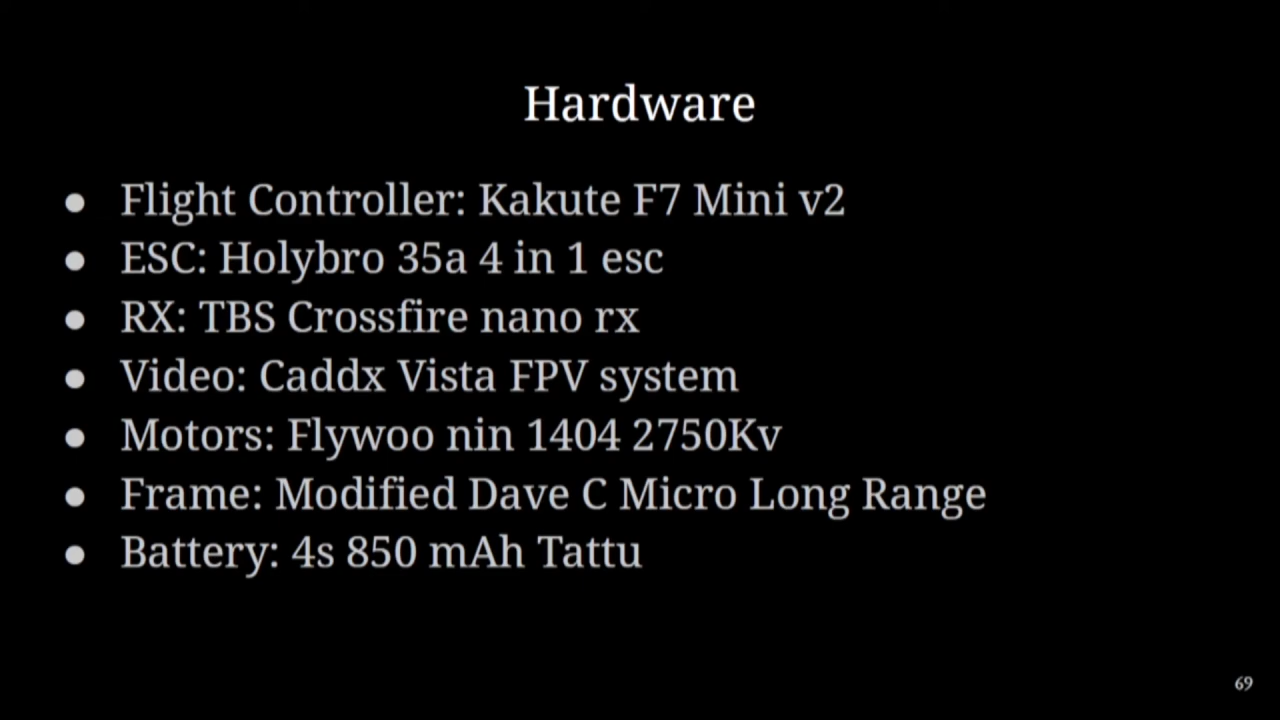 Hardware
● Flight Controller: Kakute F7 Mini v2
● ESC: Holybro 35a 4 in 1 esc
● RX: TBS Crossfire nano rx
● Video: Caddx Vista FPV system
● Motors: Flywoo nin 1404 2750Kv
● Frame: Modified Dave C Micro Long Range
● Battery: 4s 850 mAh Tattu
69